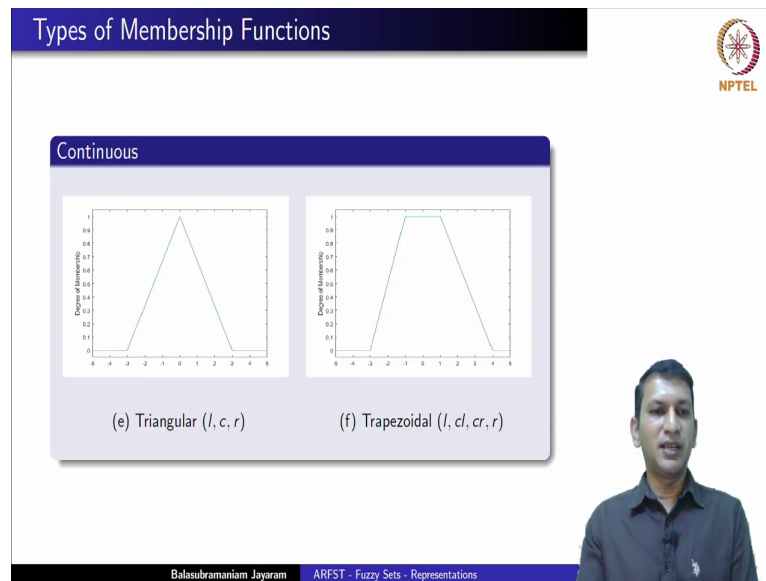 Types of Membership Functions
NPTEL
Continuous
1
0.9
0.8
0.7
0.6
0.5
0.4
0.3
0.2
0.1
0
Degree of Membership
-5 -4 -3 -2 -1 0 1 2 3 4 5
1
0.9
0.8
0.7
0.6
0.5
0.4
0.3
0.2
0.1
0
Degree of Membership
-5 -4 -3 -2 -1 0 1 2 3 4 5
(e) Triangular (l, c, r)
(f) Trapezoidal (l, cl, cr, r)
Balasubramaniam Jayaram ARFST - Fuzzy Sets - Representations